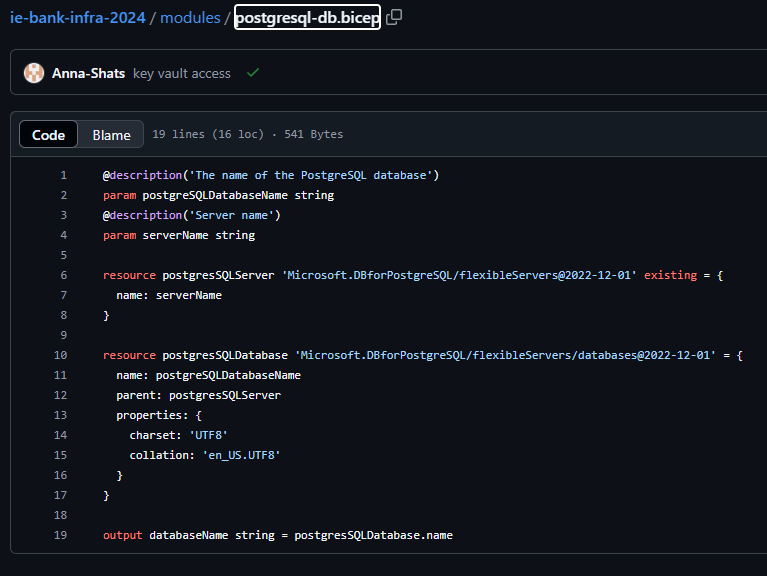 ie-bank-infra-2024 / modules / postgresql-db.bicep
Anna-Shats key vault access
Code Blame 19 lines (16 loc) · 541 Bytes
1 @description('The name of the PostgreSQL database')
2 param postgreSQLDatabaseName string
3 @description('Server name')
4 param serverName string
5
6 resource postgresSQLServer 'Microsoft.DBforPostgreSQL/flexibleServers@2022-12-01' existing = {
7   name: serverName
8 }
9
10 resource postgresSQLDatabase 'Microsoft.DBforPostgreSQL/flexibleServers/databases@2022-12-01' = {
11   name: postgreSQLDatabaseName
12   parent: postgresSQLServer
13   properties: {
14     charset: 'UTF8'
15     collation: 'en_US.UTF8'
16   }
17 }
18
19 output databaseName string = postgresSQLDatabase.name